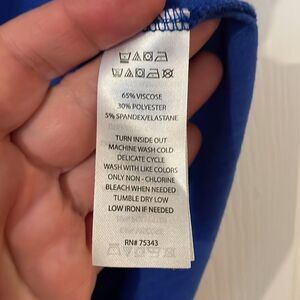 65% VISCOSE
30% POLYESTER
5% SPANDEX/ELASTANE
TURN INSIDE OUT
MACHINE WASH COLD
DELICATE CYCLE
WASH WITH LIKE COLORS
ONLY NON - CHLORINE
BLEACH WHEN NEEDED
TUMBLE DRY LOW
LOW IRON IF NEEDED
RN# 75343